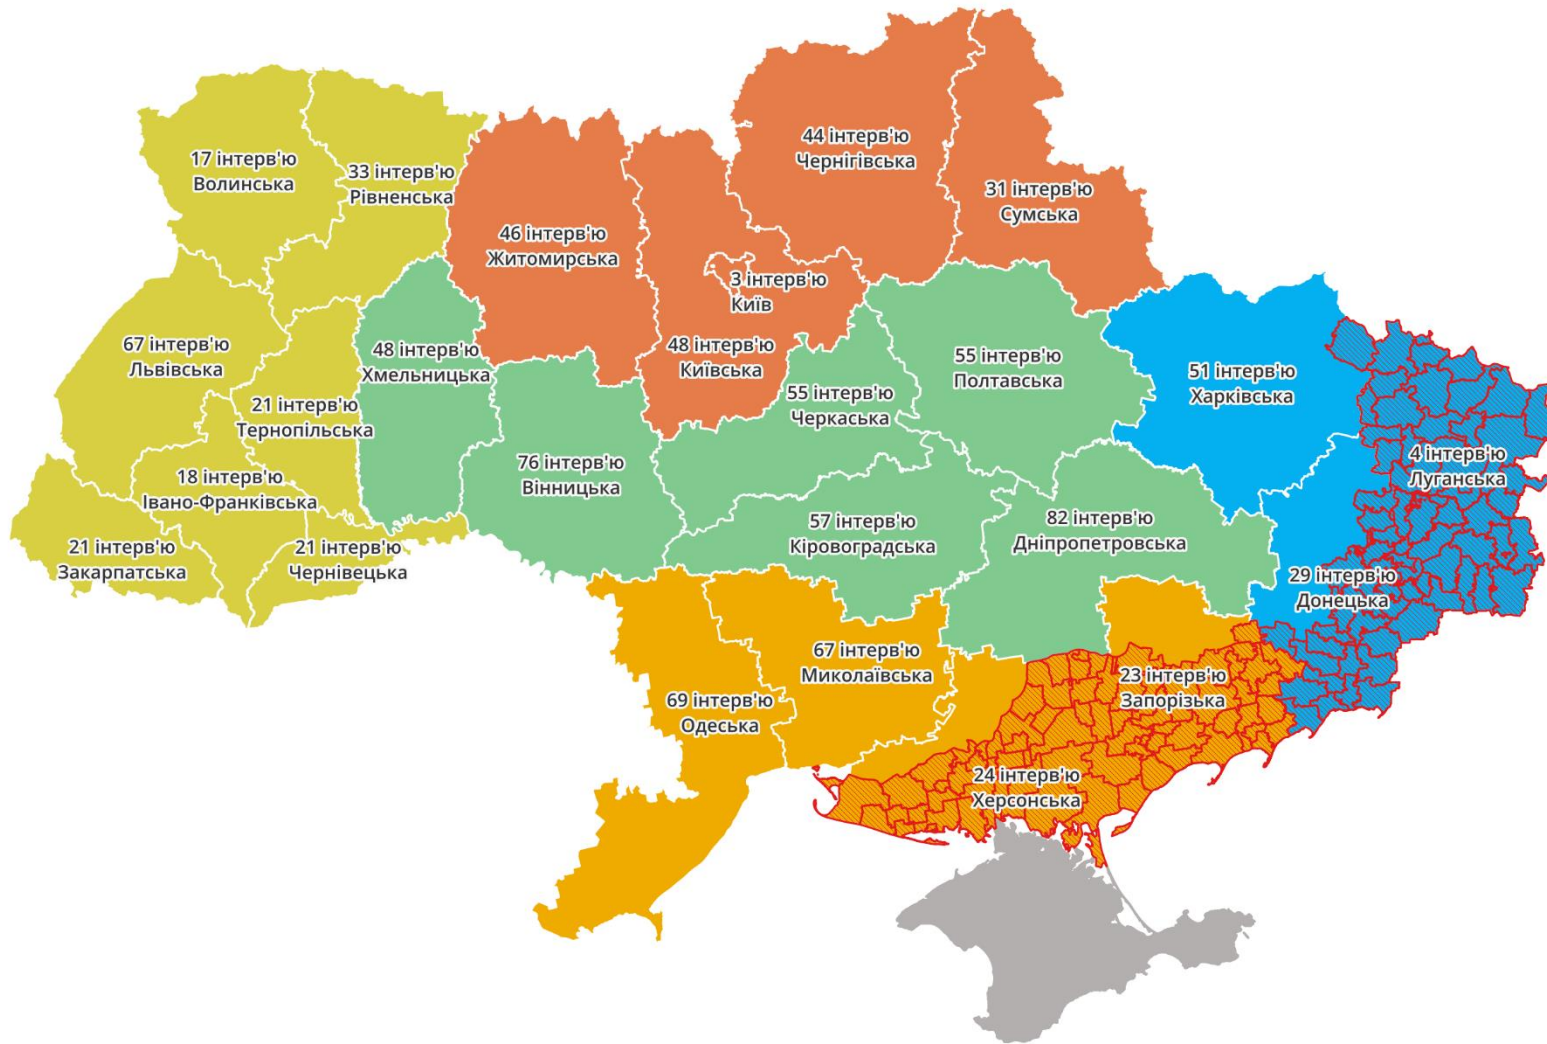 44 інтерв'ю
Чернігівська
17 інтерв'ю
Волинська
33 інтерв'ю
Рівненська
31 інтерв'ю
Сумська
46 інтерв'ю
Житомирська
3 інтерв'ю
Київ
67 інтерв'ю
Львівська
48 інтерв'ю
Хмельницька
48 інтерв'ю
Київська
55 інтерв'ю
Полтавська
51 інтерв'ю
Харківська
55 інтерв'ю
Черкаська
21 інтерв'ю
Тернопільська
4 інтерв'ю
Луганська
76 інтерв'ю
Вінницька
18 інтерв'ю
Івано-Франківська
57 інтерв'ю
Кіровоградська
82 інтерв'ю
Дніпропетровська
21 інтерв'ю
Закарпатська
21 інтерв'ю
Чернівецька
29 інтерв'ю
Донецька
67 інтерв'ю
Миколаївська
23 інтерв'ю
Запорізька
69 інтерв'ю
Одеська
24 інтерв'ю
Херсонська